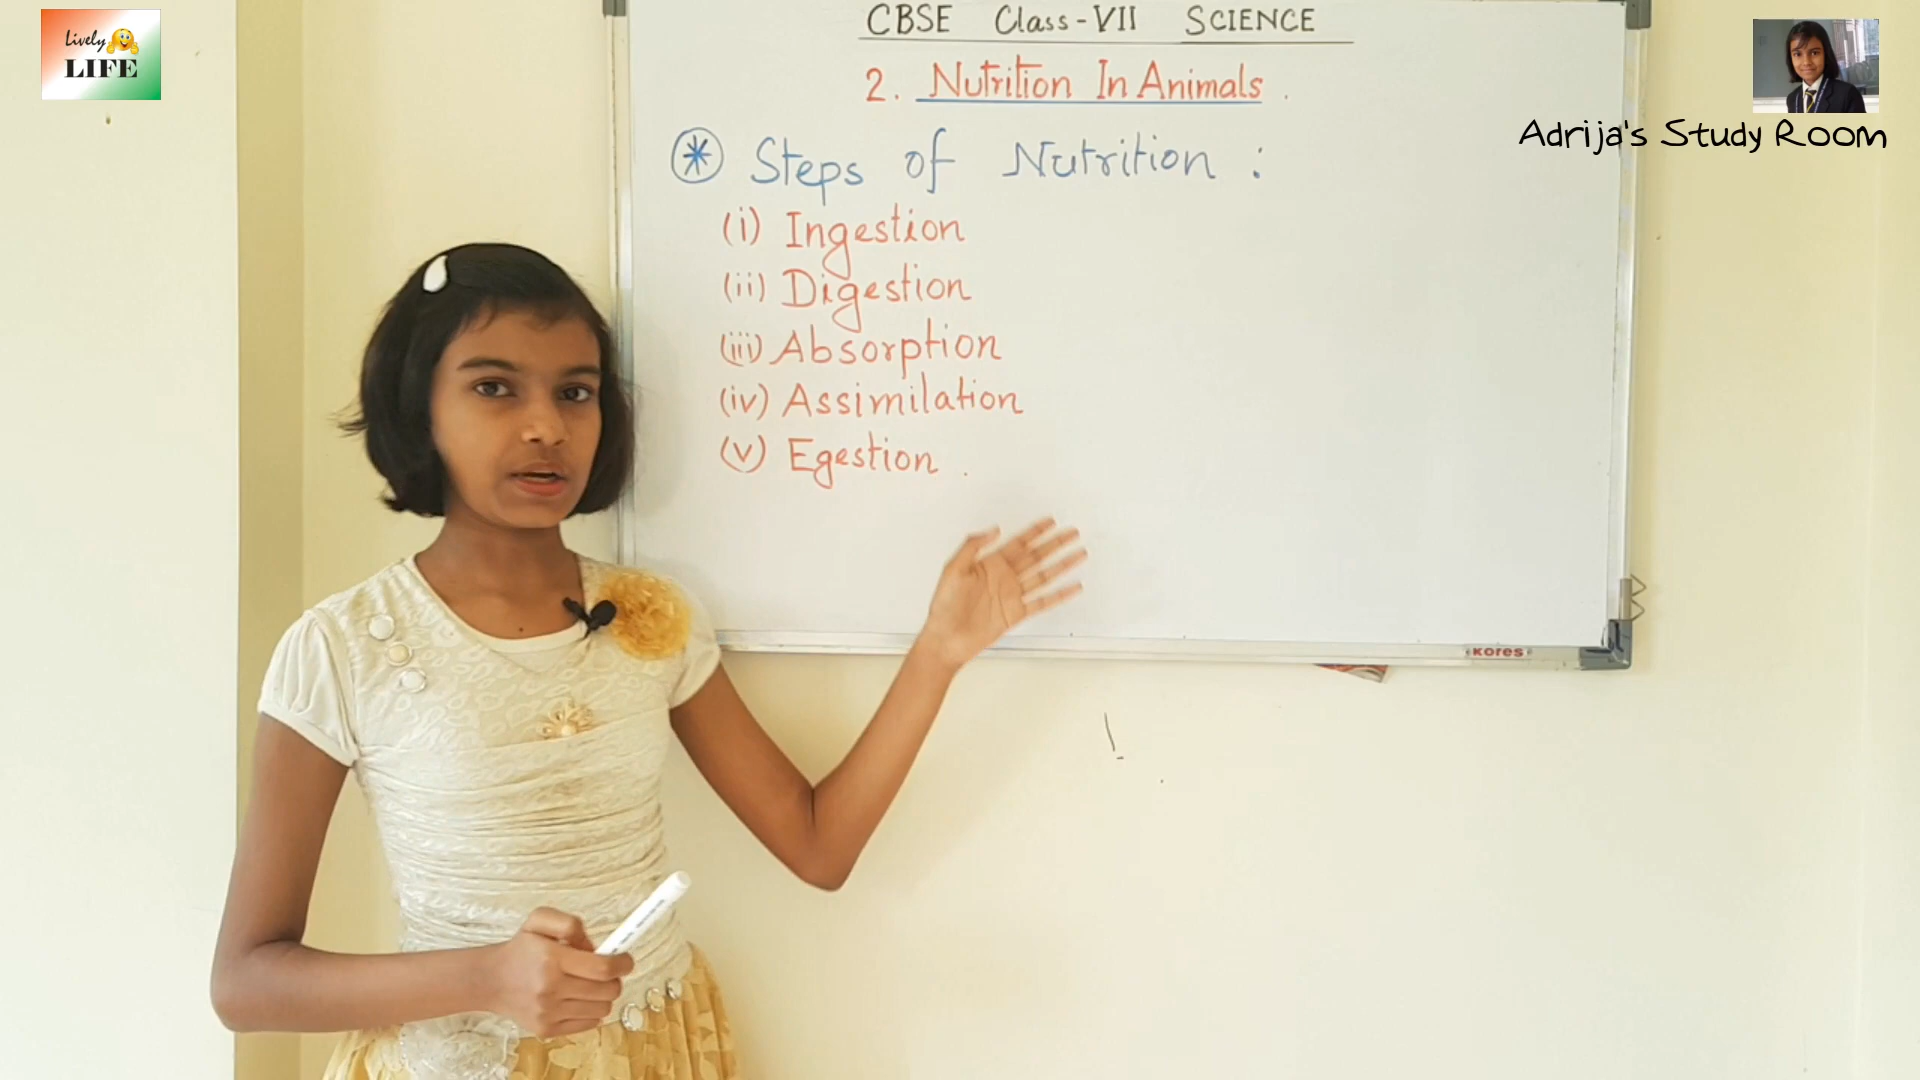 Lively
LIFE
CBSE Class-VII SCIENCE
2. Nutrition In Animals.
Adrija's Study Room
* Steps of Nutrition:
(i) Ingestion
(ii) Digestion
(iii) Absorption
(iv) Assimilation
(v) Egestion.
Kores